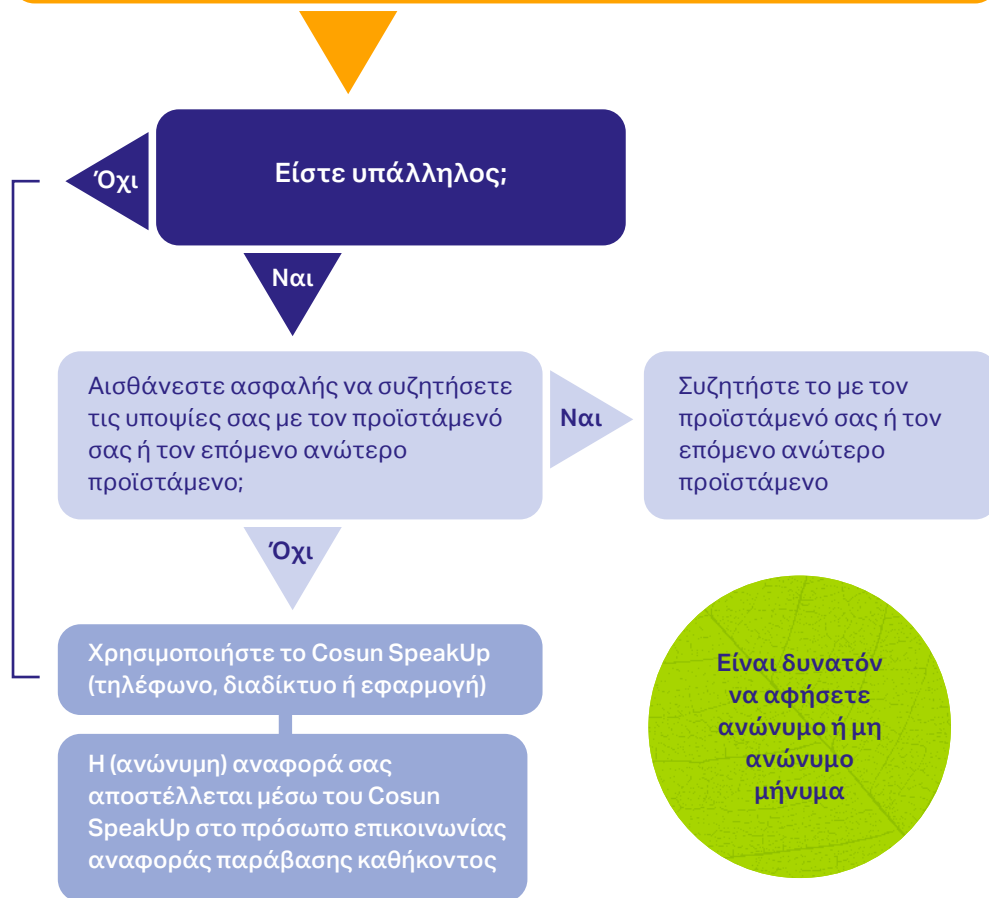 Όχι
Είστε υπάλληλος;
Ναι
Αισθάνεστε ασφαλής να συζητήσετε
τις υποψίες σας με τον προϊστάμενό
σας ή τον επόμενο ανώτερο
προϊστάμενο;
Ναι
Συζητήστε το με τον
προϊστάμενό σας ή τον
επόμενο ανώτερο
προϊστάμενο
Όχι
Χρησιμοποιήστε το Cosun SpeakUp
(τηλέφωνο, διαδίκτυο ή εφαρμογή)
Η (ανώνυμη) αναφορά σας
αποστέλλεται μέσω του Cosun
SpeakUp στο πρόσωπο επικοινωνίας
αναφοράς παράβασης καθήκοντος
Είναι δυνατόν
να αφήσετε
ανώνυμο ή μη
ανώνυμο
μήνυμα